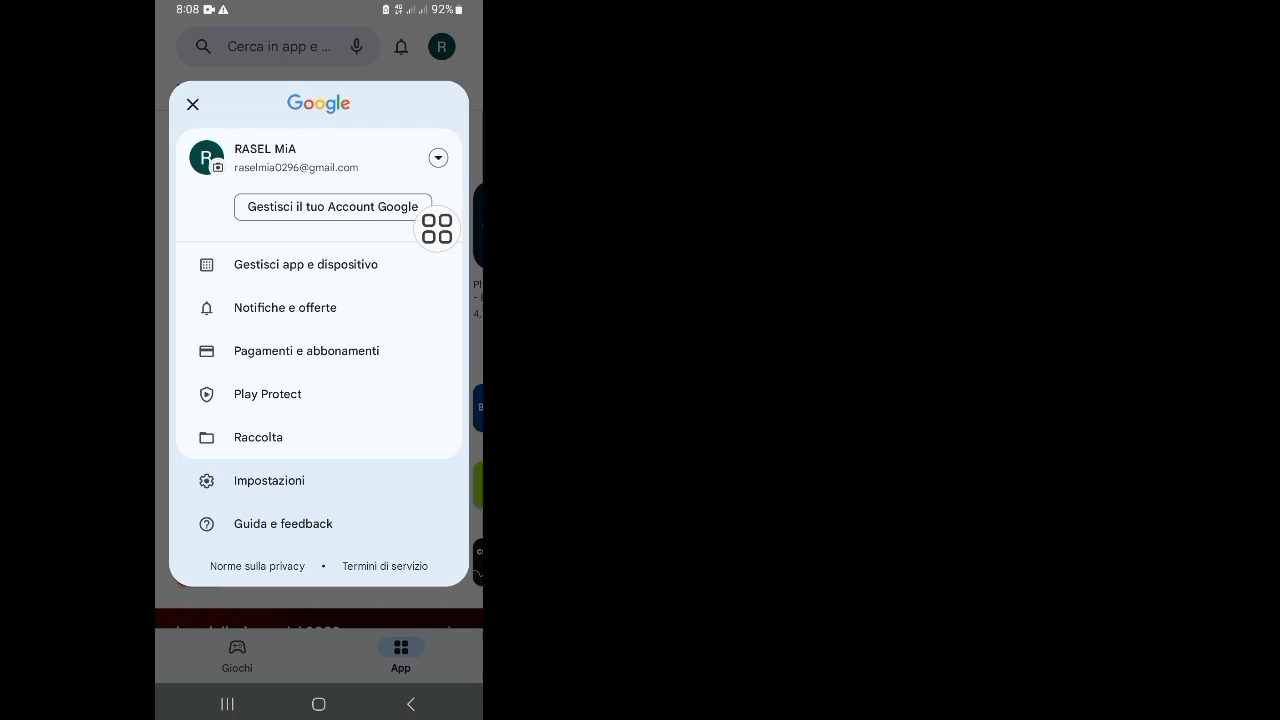 8:08 4G 92%
Cerca in app e ...
R
Google
R
RASEL MiA
raselmia0296@gmail.com
Gestisci il tuo Account Google
Gestisci app e dispositivo
Notifiche e offerte
Pagamenti e abbonamenti
Play Protect
Raccolta
Impostazioni
Guida e feedback
Norme sulla privacy • Termini di servizio
Giochi
App